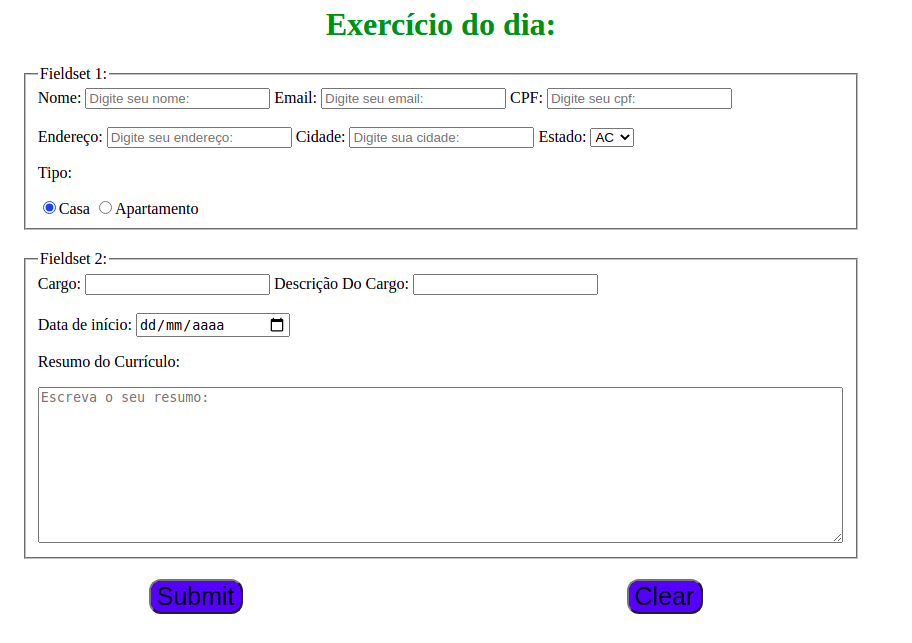 Exercício do dia:
Fieldset 1:
Nome: Digite seu nome: Email: Digite seu email: CPF: Digite seu cpf:
Endereço: Digite seu endereço: Cidade: Digite sua cidade: Estado: AC
Tipo:
Casa Apartamento
Fieldset 2:
Cargo: Descrição Do Cargo:
Data de início: dd/mm/aaaa
Resumo do Currículo:
Escreva o seu resumo:
Submit Clear